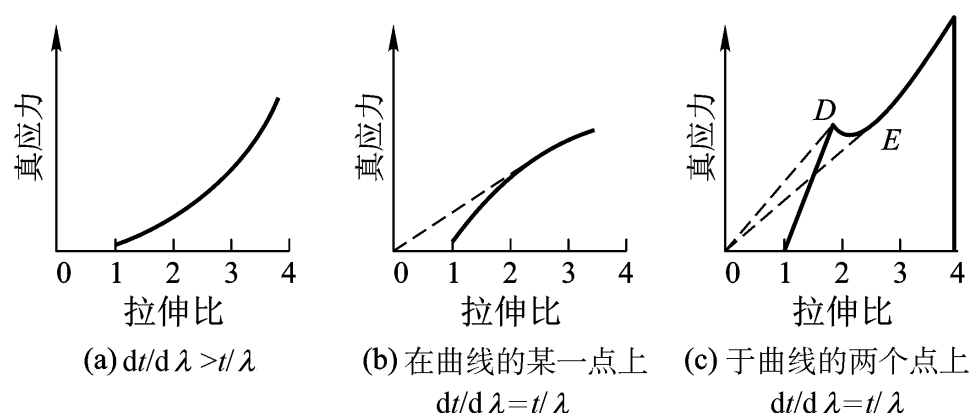 真应力
0 1 2 3 4
拉伸比
(a) dt/dλ>t/λ
真应力
0 1 2 3 4
拉伸比
(b) 在曲线的某一点上
dt/dλ=t/λ
真应力
D
E
0 1 2 3 4
拉伸比
(c) 于曲线的两个点上
dt/dλ=t/λ